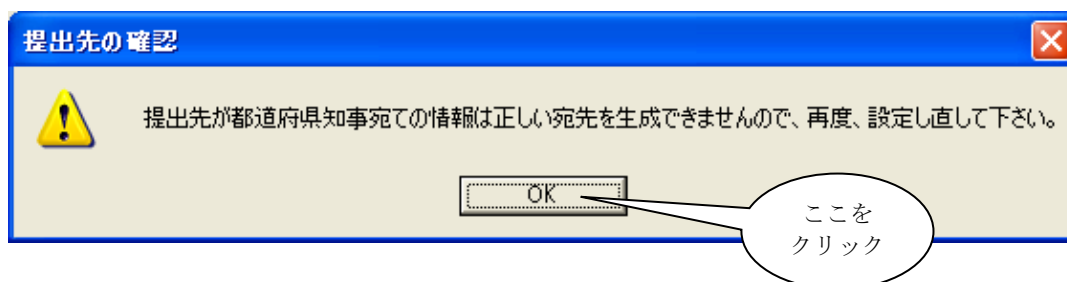 提出先の確認
提出先が都道府県知事宛ての情報は正しい宛先を生成できませんので、再度、設定し直して下さい。
OK
ここを
クリック